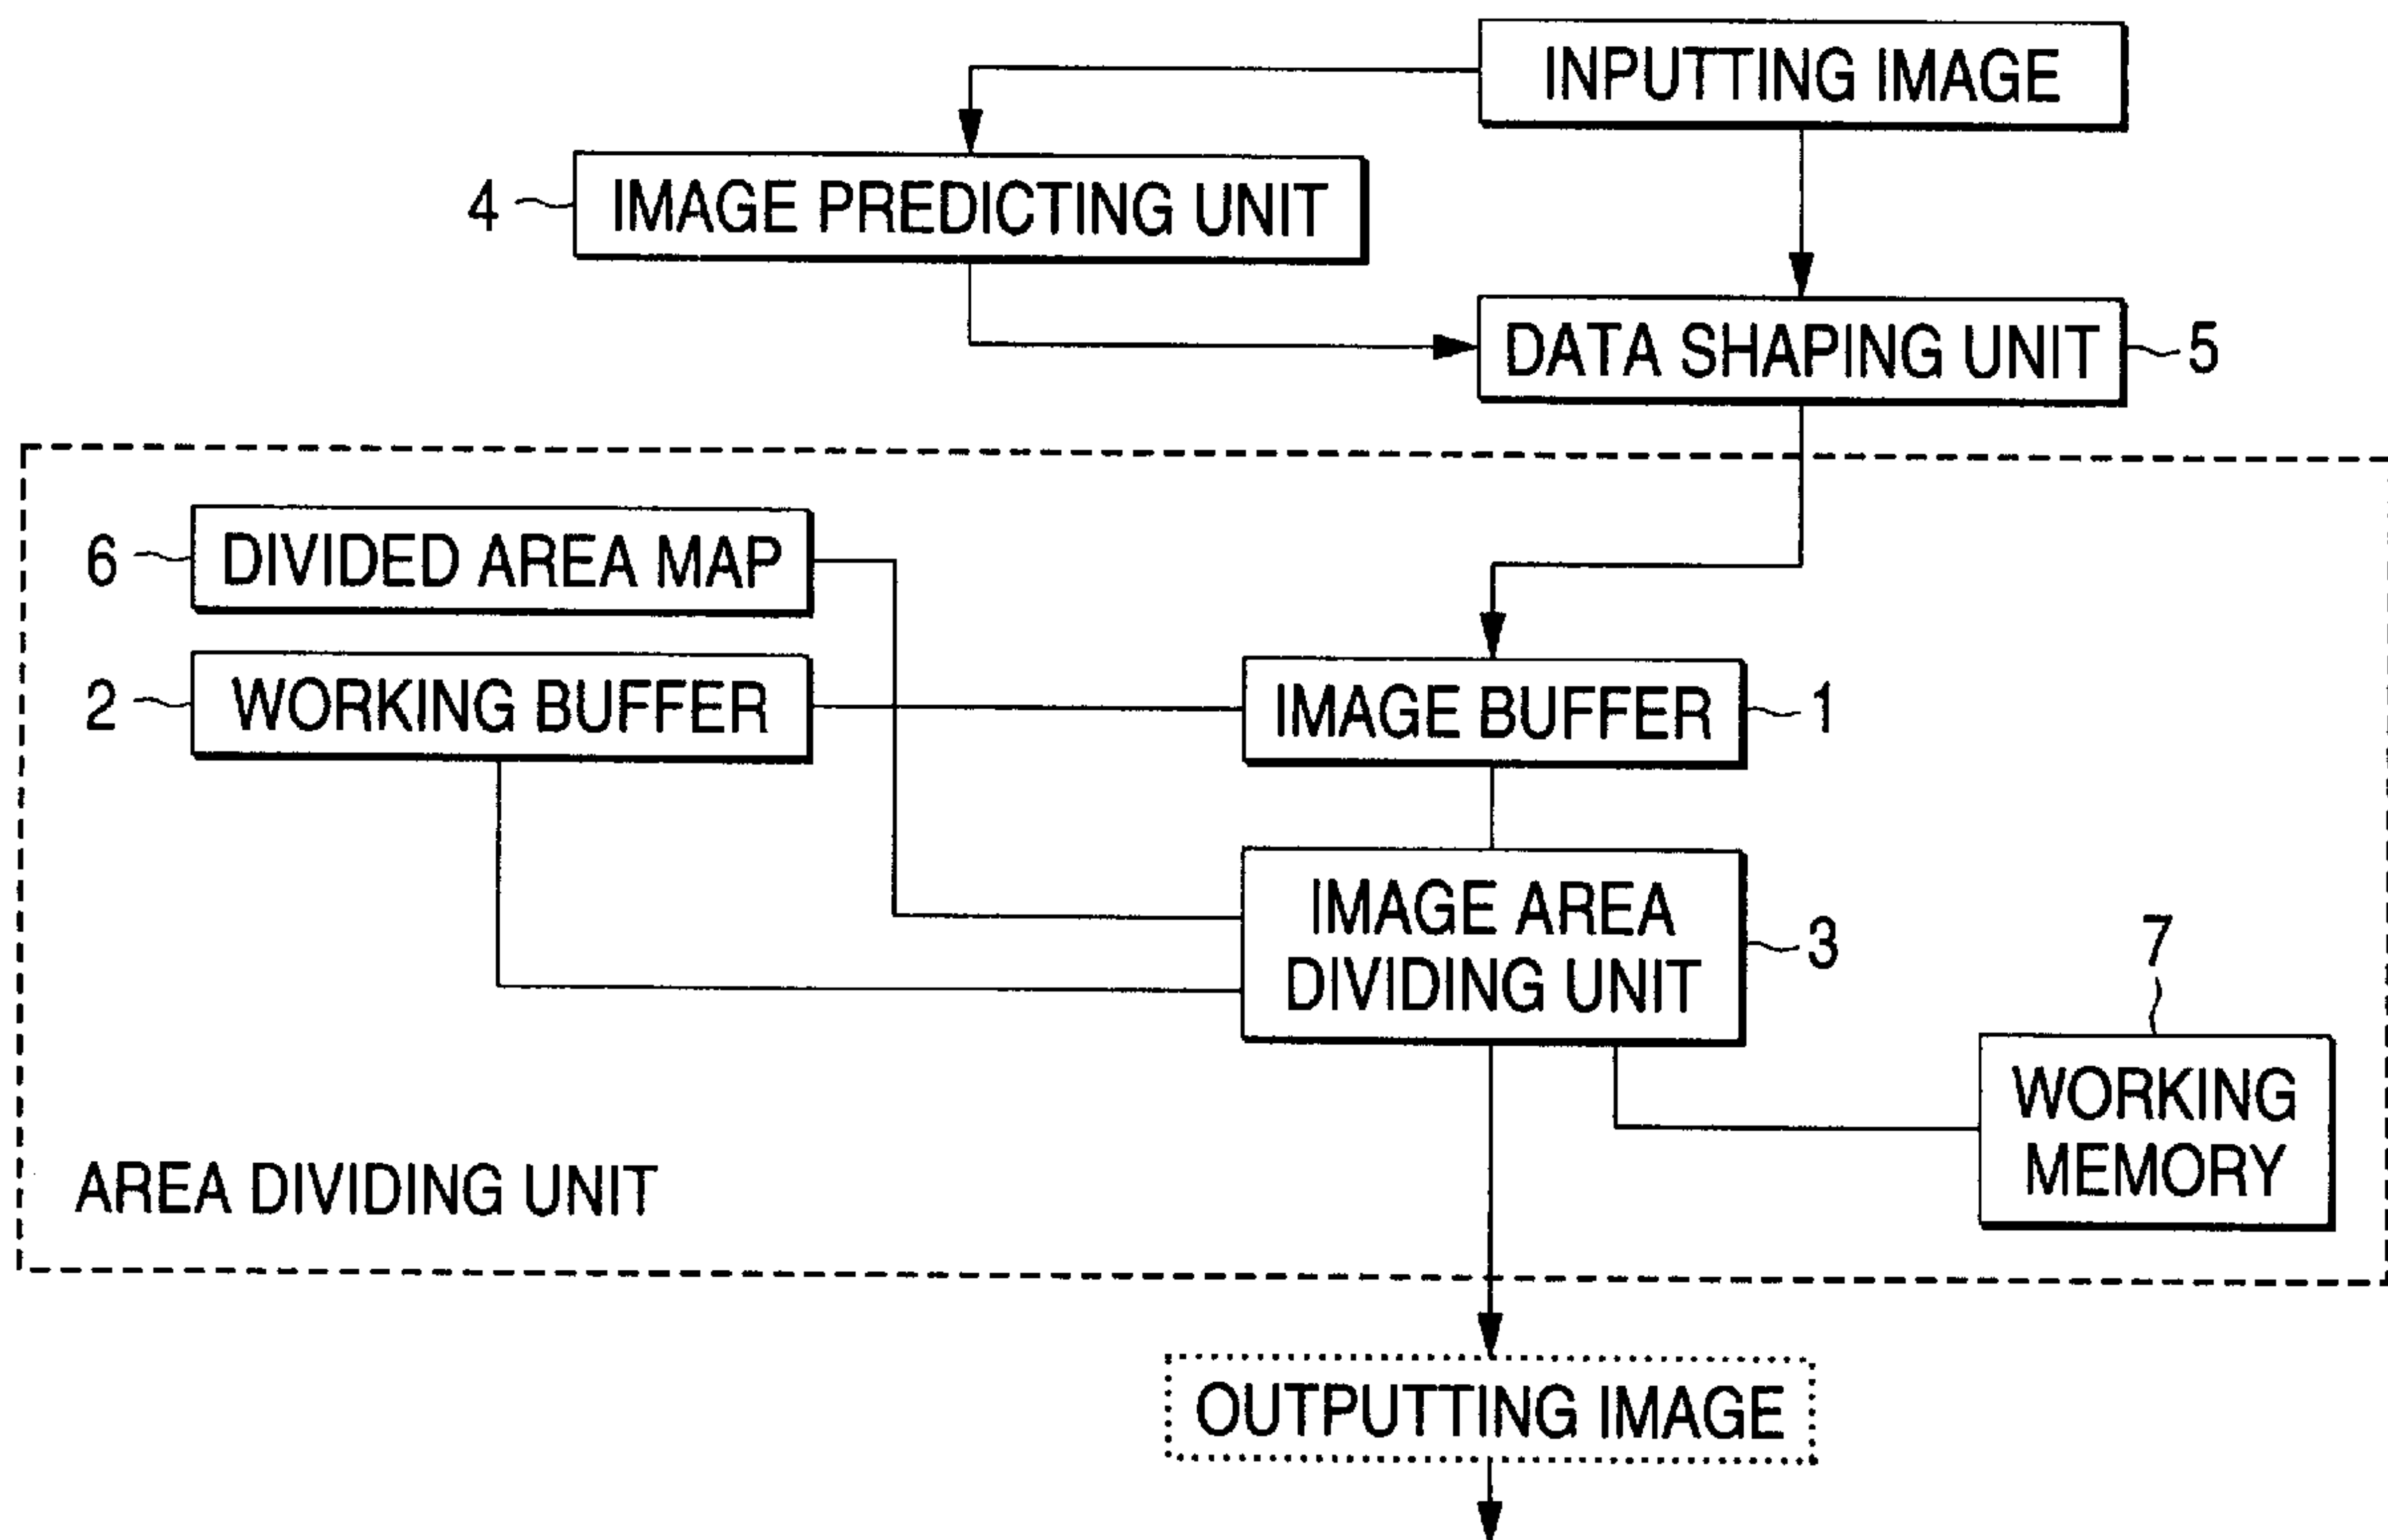 INPUTTING IMAGE
4
IMAGE PREDICTING UNIT
DATA SHAPING UNIT
5
6
DIVIDED AREA MAP
2
WORKING BUFFER
IMAGE BUFFER
1
IMAGE AREA
DIVIDING UNIT
3
7
WORKING
MEMORY
AREA DIVIDING UNIT
OUTPUTTING IMAGE